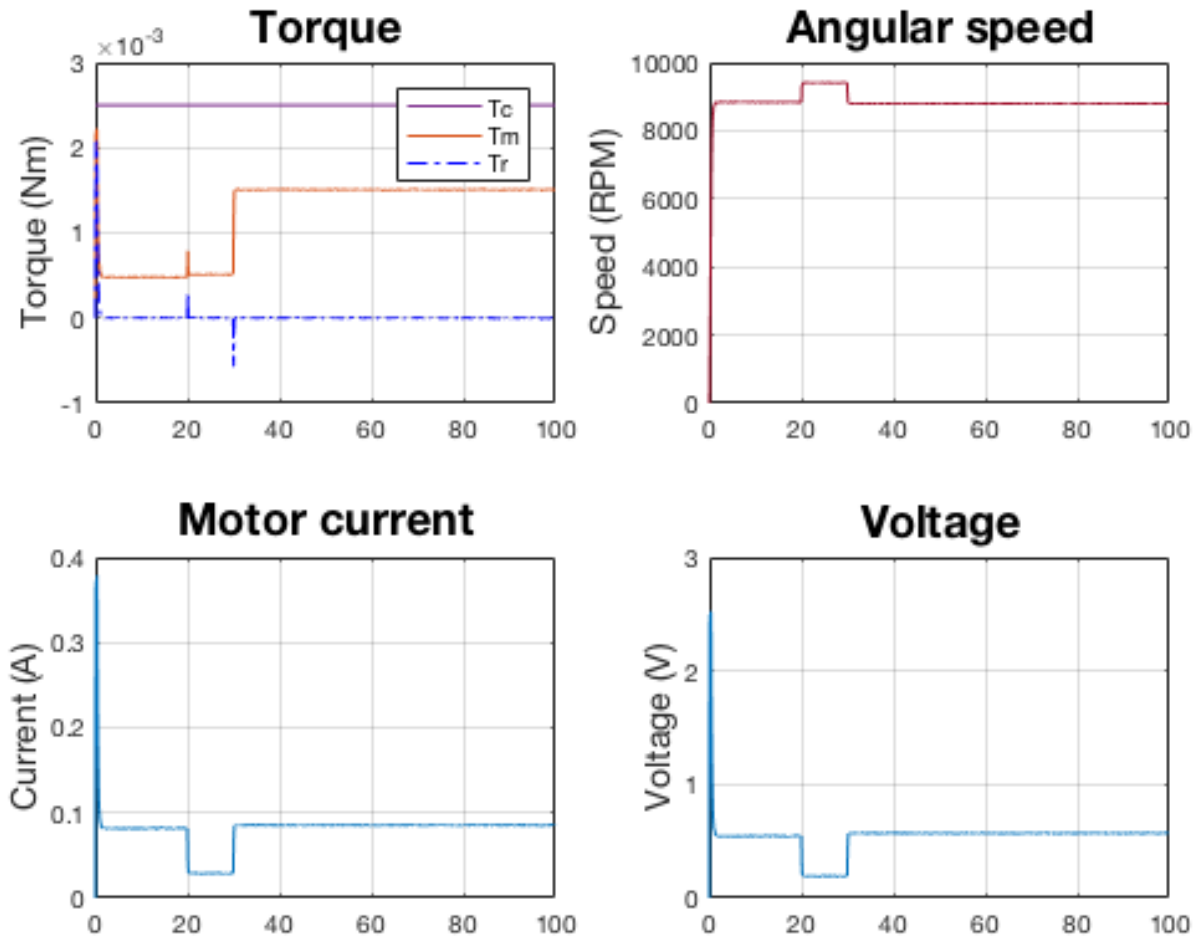 Torque
×10⁻³
3
2
1
0
-1
Torque (Nm)
Tc
Tm
Tr
0 20 40 60 80 100
Angular speed
10000
8000
6000
4000
2000
0
Speed (RPM)
0 20 40 60 80 100
Motor current
0.4
0.3
0.2
0.1
0
Current (A)
0 20 40 60 80 100
Voltage
3
2
1
0
Voltage (V)
0 20 40 60 80 100